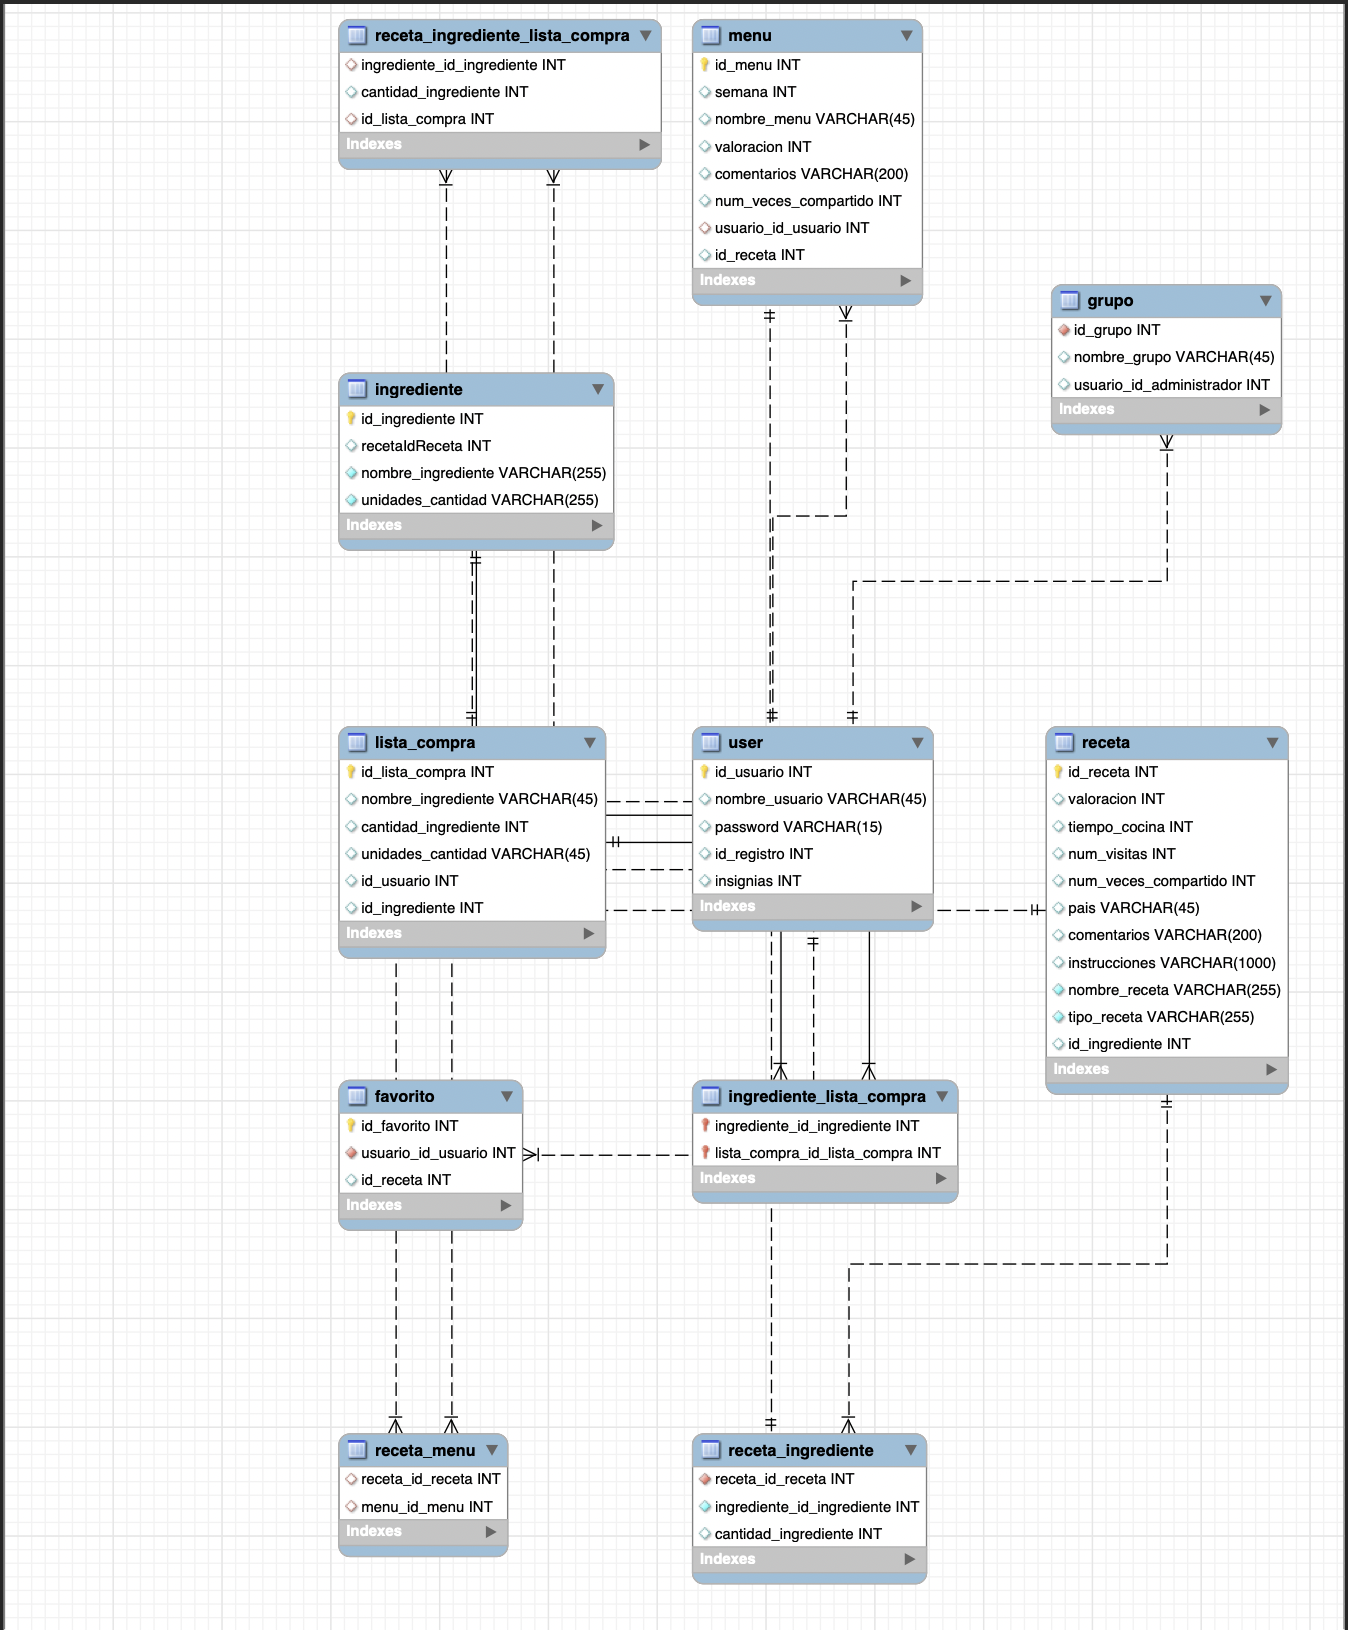 receta_ingrediente_lista_compra
ingrediente_id_ingrediente INT
cantidad_ingrediente INT
id_lista_compra INT
Indexes
menu
id_menu INT
semana INT
nombre_menu VARCHAR(45)
valoracion INT
comentarios VARCHAR(200)
num_veces_compartido INT
usuario_id_usuario INT
id_receta INT
Indexes
grupo
id_grupo INT
nombre_grupo VARCHAR(45)
usuario_id_administrador INT
Indexes
ingrediente
id_ingrediente INT
recetaIdReceta INT
nombre_ingrediente VARCHAR(255)
unidades_cantidad VARCHAR(255)
Indexes
lista_compra
id_lista_compra INT
nombre_ingrediente VARCHAR(45)
cantidad_ingrediente INT
unidades_cantidad VARCHAR(45)
id_usuario INT
id_ingrediente INT
Indexes
user
id_usuario INT
nombre_usuario VARCHAR(45)
password VARCHAR(15)
id_registro INT
insignias INT
Indexes
receta
id_receta INT
valoracion INT
tiempo_cocina INT
num_visitas INT
num_veces_compartido INT
pais VARCHAR(45)
comentarios VARCHAR(200)
instrucciones VARCHAR(1000)
nombre_receta VARCHAR(255)
tipo_receta VARCHAR(255)
id_ingrediente INT
Indexes
favorito
id_favorito INT
usuario_id_usuario INT
id_receta INT
Indexes
ingrediente_lista_compra
ingrediente_id_ingrediente INT
lista_compra_id_lista_compra INT
Indexes
receta_menu
receta_id_receta INT
menu_id_menu INT
Indexes
receta_ingrediente
receta_id_receta INT
ingrediente_id_ingrediente INT
cantidad_ingrediente INT
Indexes